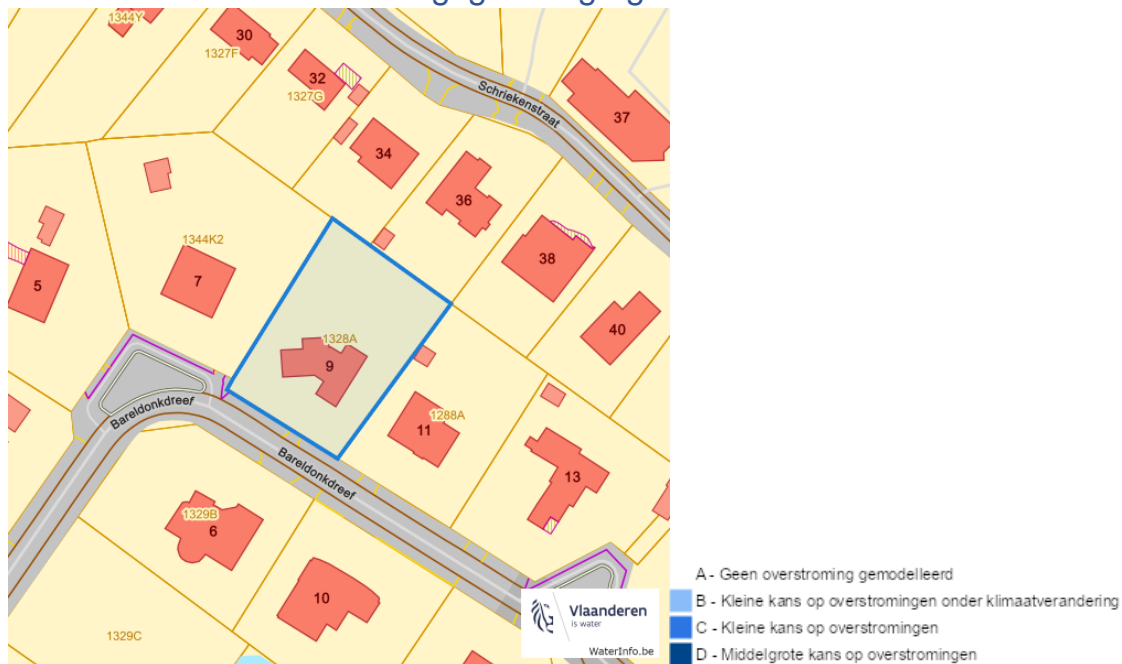 1344Y
30
1327F
32
1327G
Schriekenstraat
37
34
36
1344K2
38
5
7
40
1328A
9
Bareldonkdreef
1288A
11
Bareldonkdreef
13
1329B
6
10
1329C
Vlaanderen
is water
WaterInfo.be
A - Geen overstroming gemodelleerd
B - Kleine kans op overstromingen onder klimaatverandering
C - Kleine kans op overstromingen
D - Middelgrote kans op overstromingen